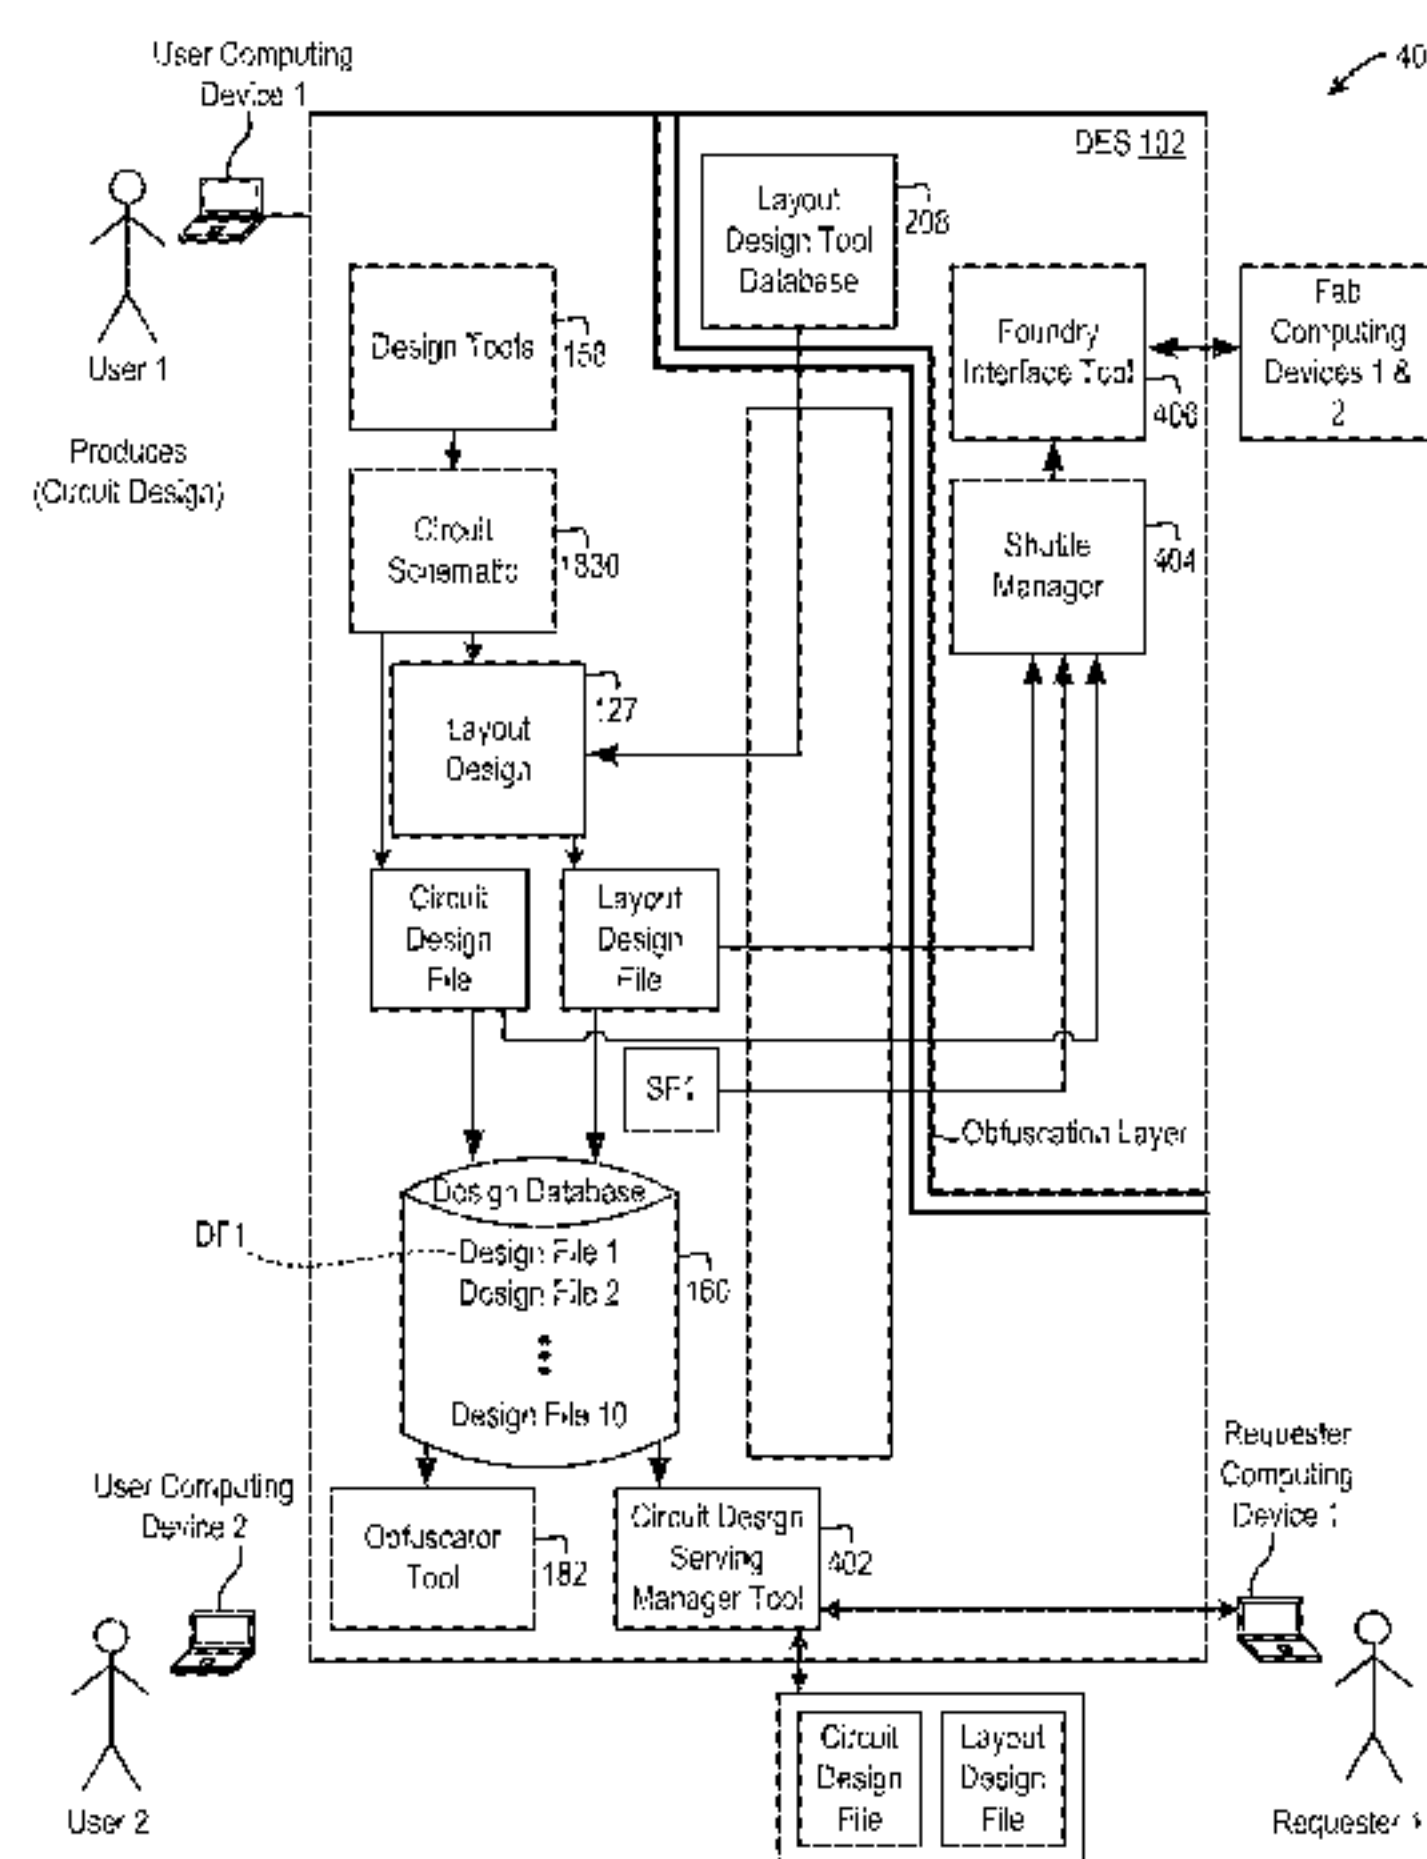 User Computing
Device 1
40
DES 102
Layout
Design Tool
Database
208
Design Tools
158
Foundry
Interface Tool
406
Fab
Computing
Devices 1 &
2
User 1
Produces
(Circuit Design)
Circuit
Schematic
1830
Shuttle
Manager
404
Layout
Design
127
Circuit
Design
File
Layout
Design
File
SF1
Obfuscation Layer
Design Database
DF1
Design File 1
Design File 2
160
Design File 10
User Computing
Device 2
Obfuscator
Tool
182
Circuit Design
Serving
Manager Tool
402
Requester
Computing
Device 1
User 2
Circuit
Design
File
Layout
Design
File
Requester 1